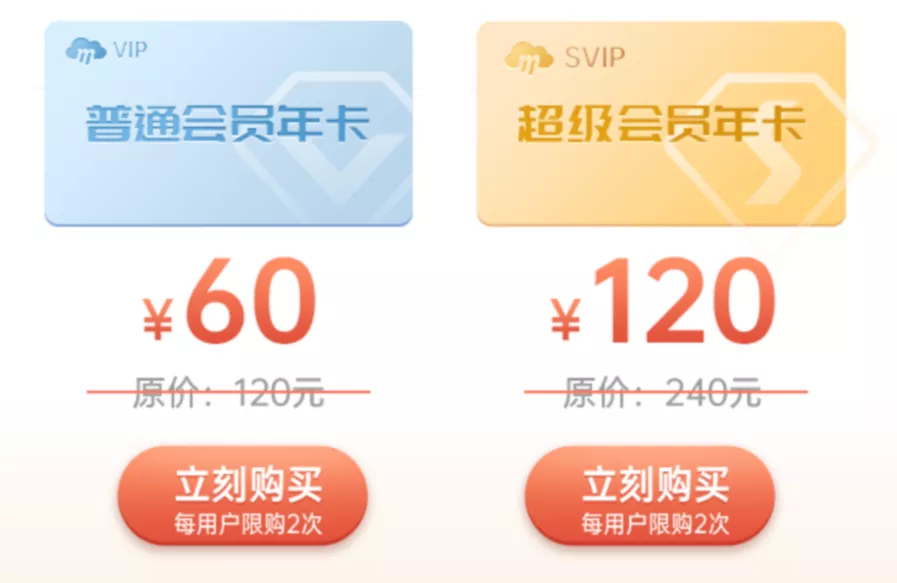 VIP
普通会员年卡
¥60
原价：120元
立刻购买
每用户限购2次
SVIP
超级会员年卡
¥120
原价：240元
立刻购买
每用户限购2次